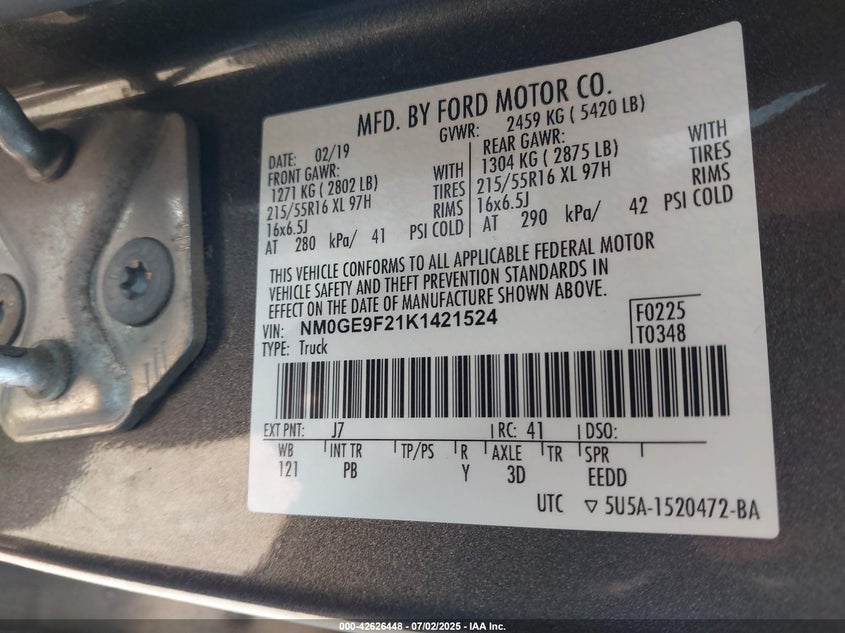 MFD. BY FORD MOTOR CO.
DATE: 02/19 GVWR: 2459 KG ( 5420 LB)
FRONT GAWR: REAR GAWR:
1271 KG ( 2802 LB) WITH 1304 KG ( 2875 LB) WITH
215/55R16 XL 97H TIRES 215/55R16 XL 97H TIRES
16x6.5J RIMS 16x6.5J RIMS
AT 280 kPa/ 41 PSI COLD AT 290 kPa/ 42 PSI COLD
THIS VEHICLE CONFORMS TO ALL APPLICABLE FEDERAL MOTOR
VEHICLE SAFETY AND THEFT PREVENTION STANDARDS IN
EFFECT ON THE DATE OF MANUFACTURE SHOWN ABOVE.
VIN: NM0GE9F21K1421524 F0225
TYPE: Truck T0348
EXT PNT: J7 RC: 41 DSO:
WB INT TR TP/PS R AXLE TR SPR
121 PB Y 3D EEDD
UTC ▽ 5U5A-1520472-BA
000-42626448 - 07/02/2025 - IAA Inc.